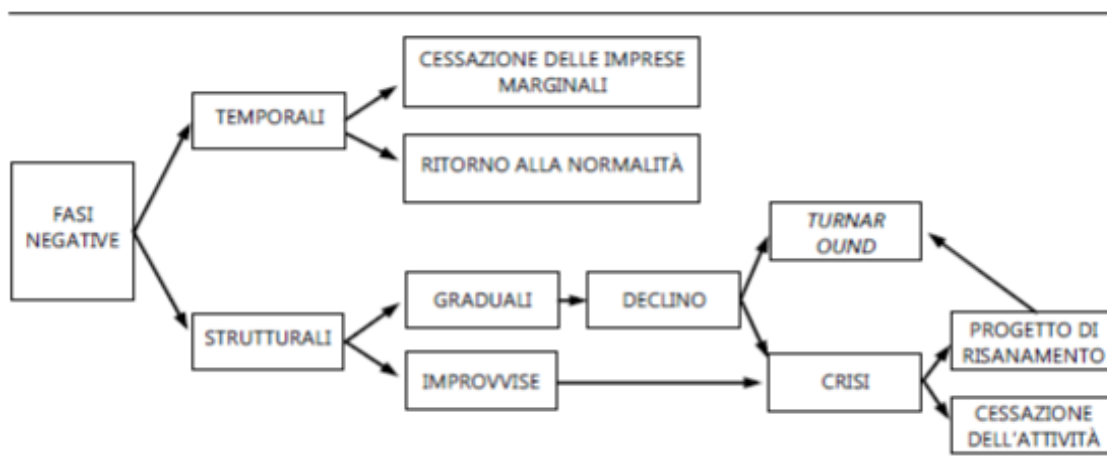 CESSAZIONE DELLE IMPRESE
MARGINALI
TEMPORALI
RITORNO ALLA NORMALITÀ
FASI
NEGATIVE
TURNAR
OUND
GRADUALI
DECLINO
STRUTTURALI
PROGETTO DI
RISANAMENTO
IMPROVVISE
CRISI
CESSAZIONE
DELL'ATTIVITÀ